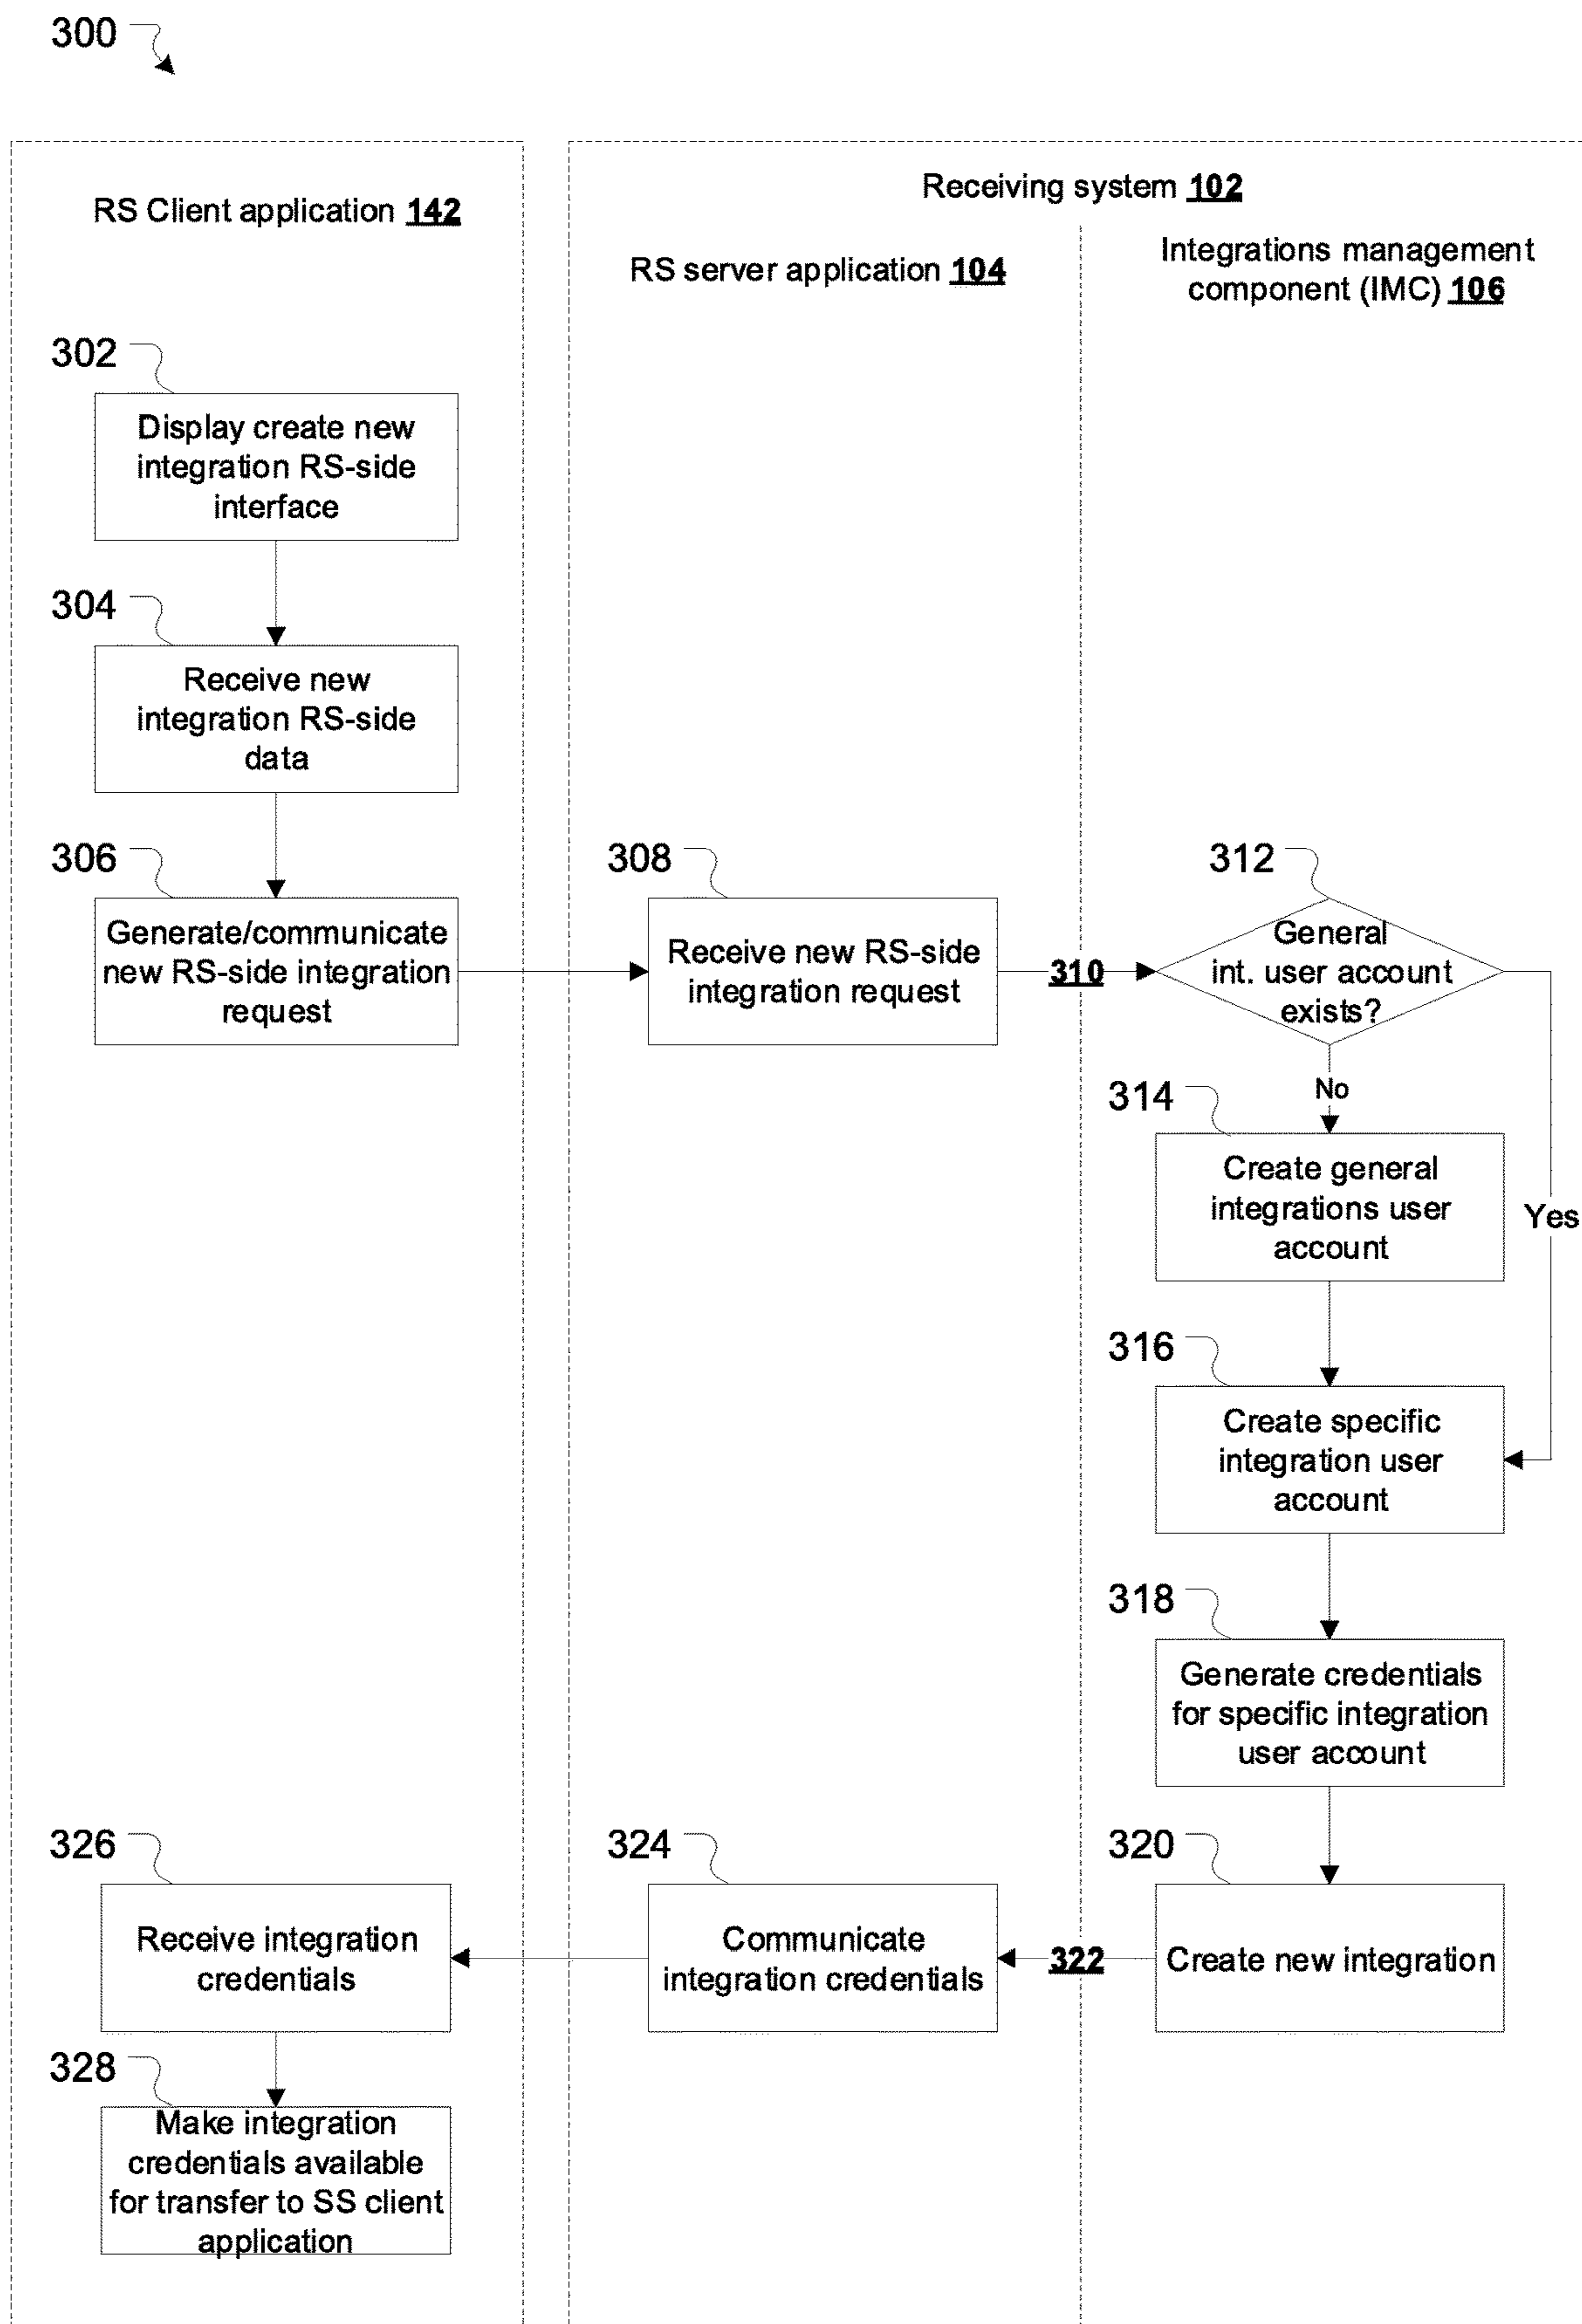 300
Receiving system 102
RS Client application 142
RS server application 104
Integrations management
component (IMC) 106
302
Display create new
integration RS-side
interface
304
Receive new
integration RS-side
data
306
Generate/communicate
new RS-side integration
request
308
Receive new RS-side
integration request
310
312
General
int. user account
exists?
No
Yes
314
Create general
integrations user
account
316
Create specific
integration user
account
318
Generate credentials
for specific integration
user account
320
Create new integration
322
324
Communicate
integration credentials
326
Receive integration
credentials
328
Make integration
credentials available
for transfer to SS client
application